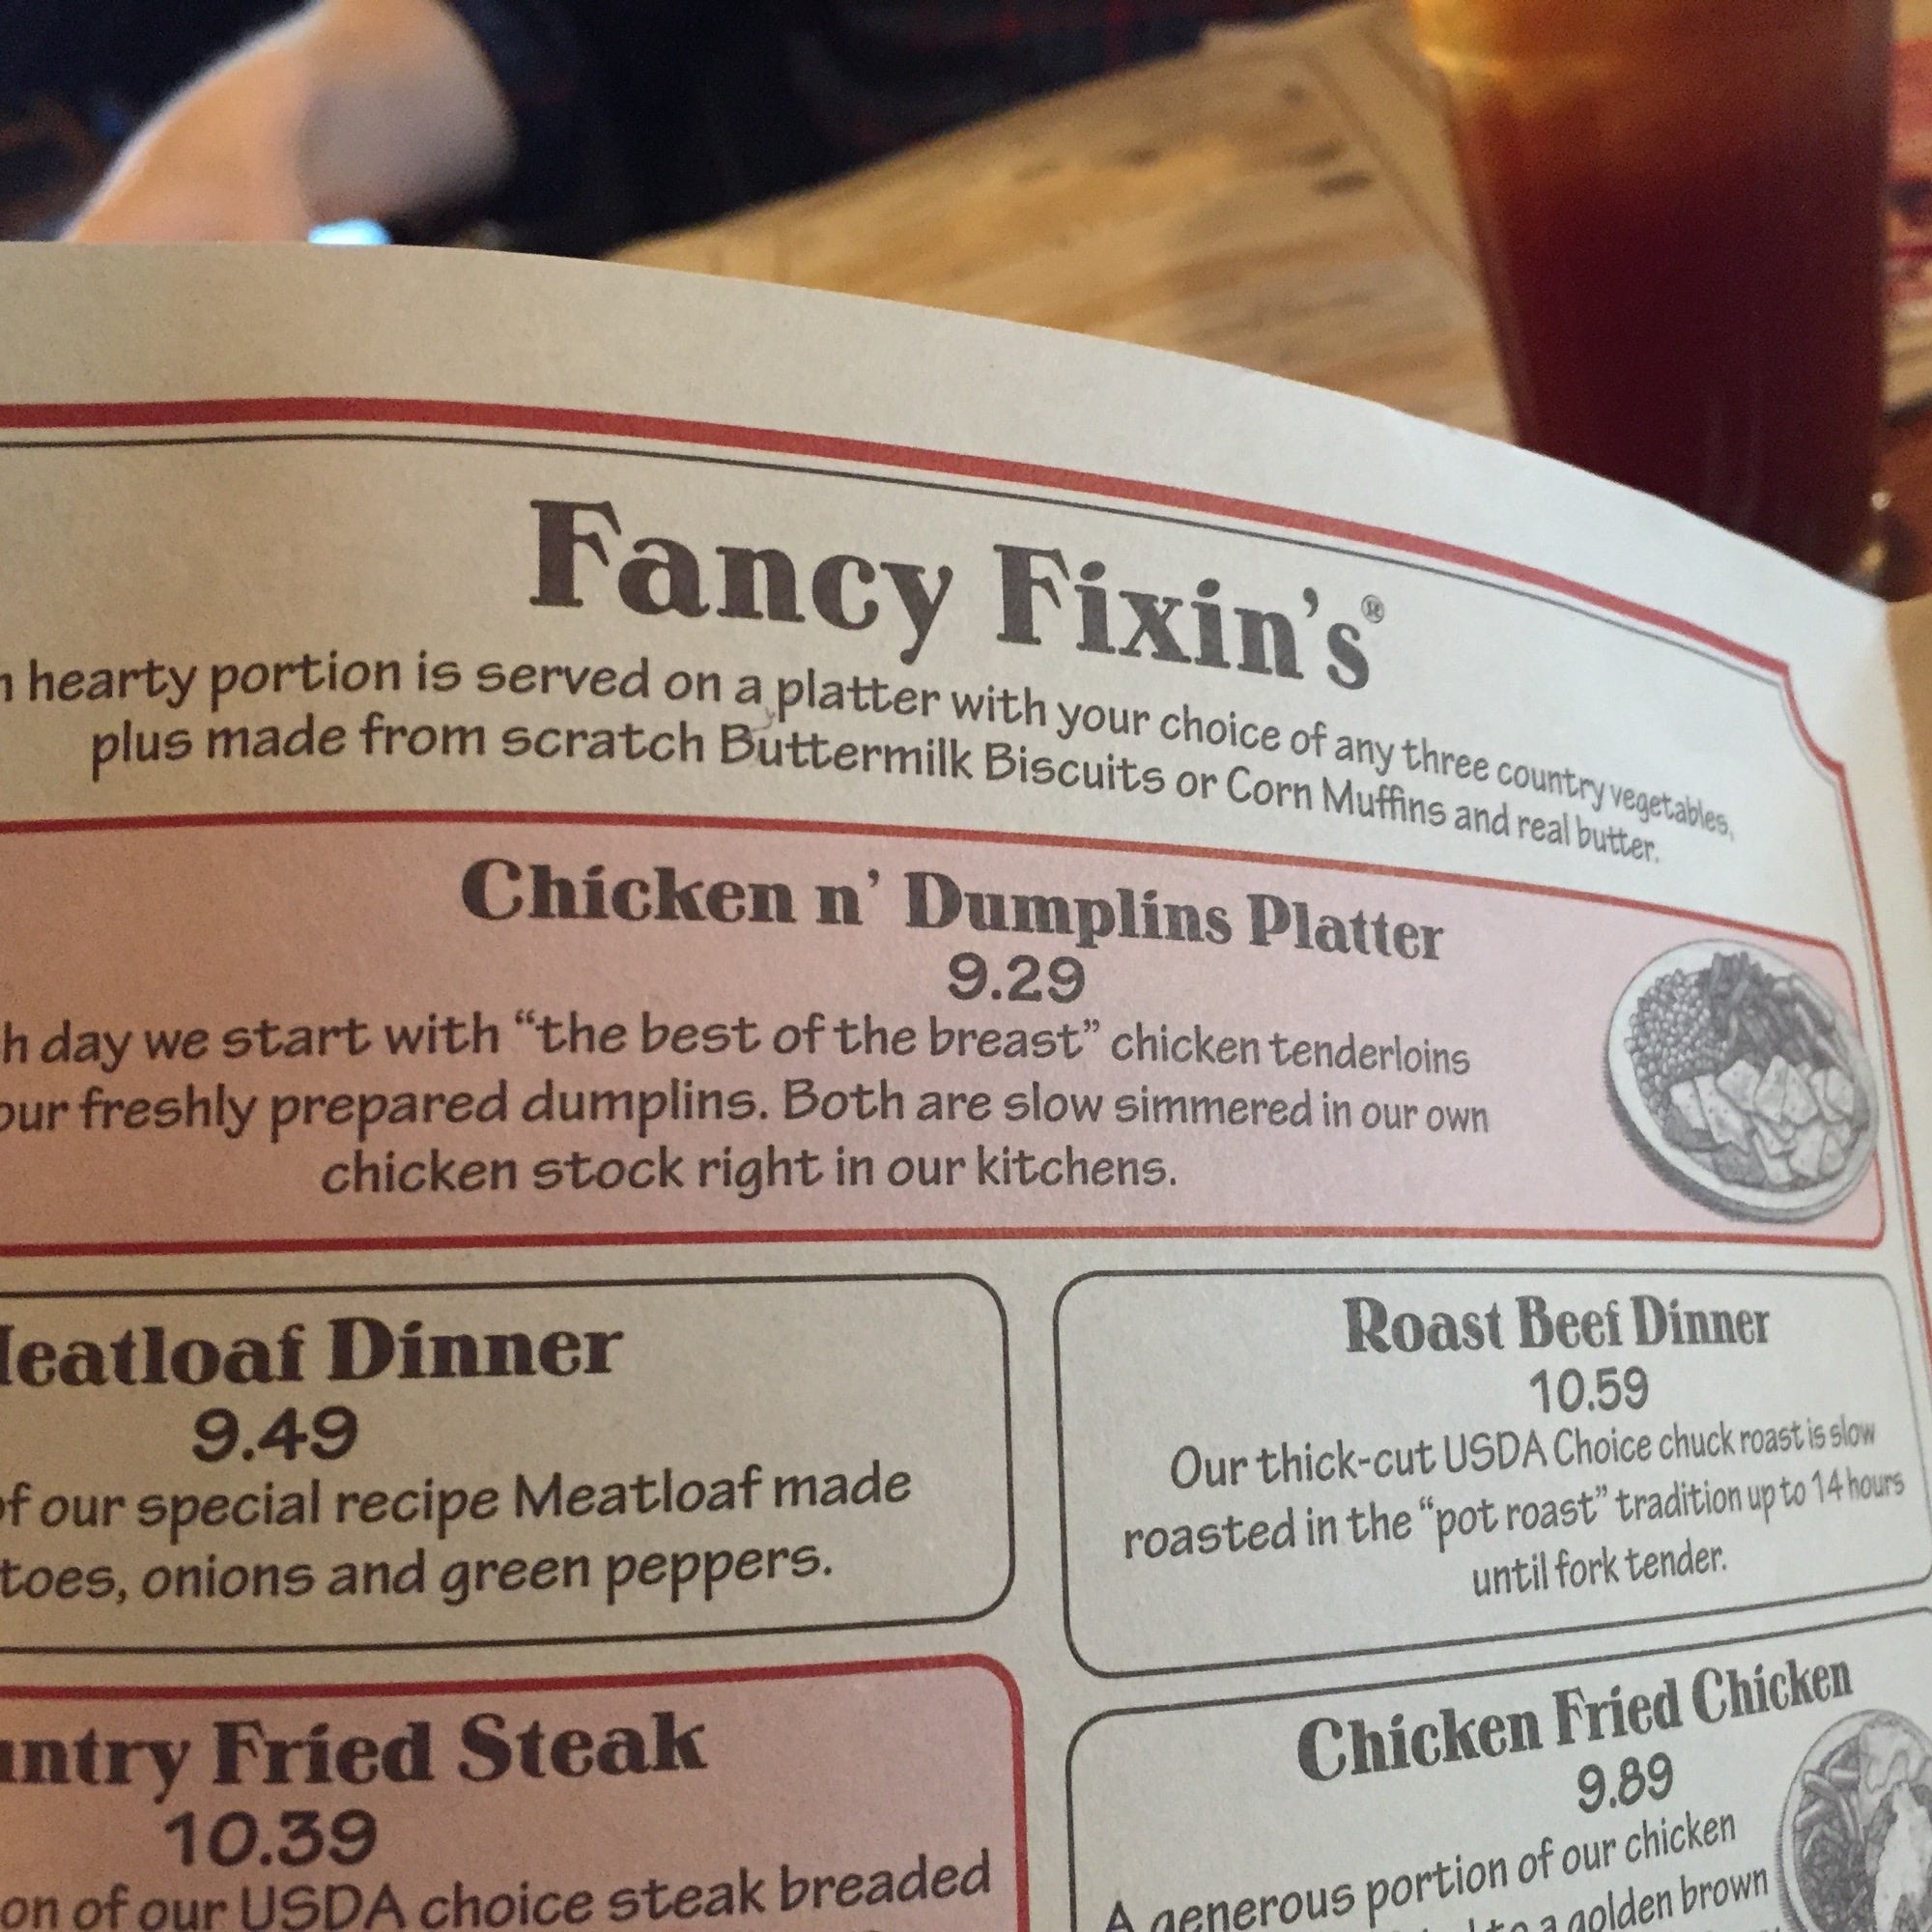 Fancy Fixin's®
hearty portion is served on a platter with your choice of any three country vegetables,
plus made from scratch Buttermilk Biscuits or Corn Muffins and real butter.
Chicken n' Dumplins Platter
9.29
h day we start with “the best of the breast” chicken tenderloins
our freshly prepared dumplins. Both are slow simmered in our own
chicken stock right in our kitchens.
eatloaf Dinner
9.49
of our special recipe Meatloaf made
toes, onions and green peppers.
Roast Beef Dinner
10.59
Our thick-cut USDA Choice chuck roast is slow
roasted in the “pot roast” tradition up to 14 hours
until fork tender.
untry Fried Steak
10.39
on of our USDA choice steak breaded
Chicken Fried Chicken
9.89
A generous portion of our chicken
to a golden brown